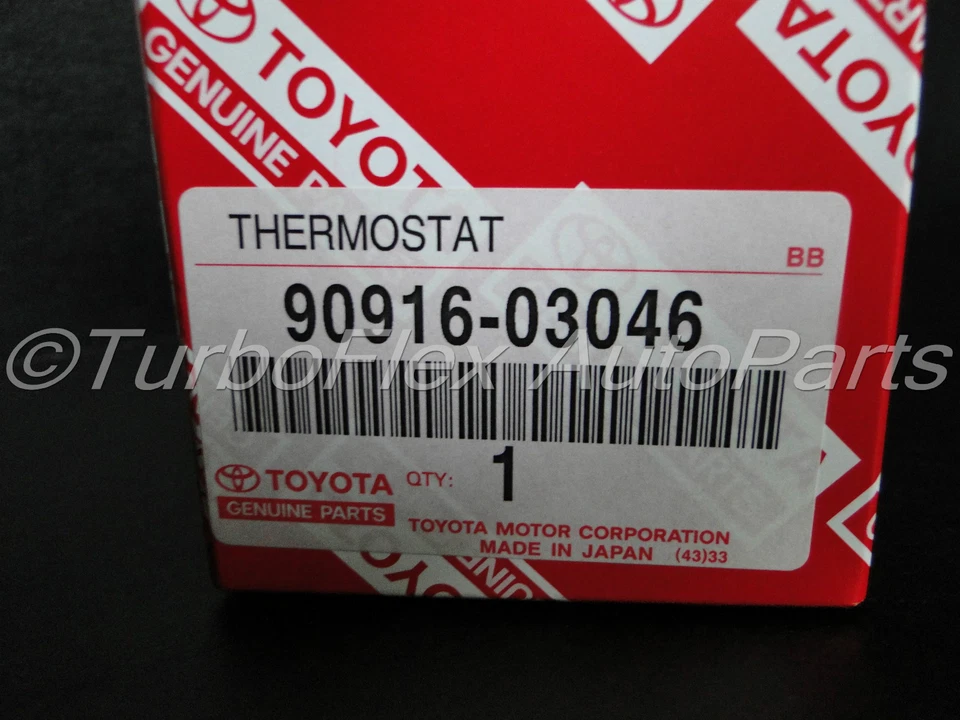 TOYOTA
GENUINE PARTS
TOYOTA
THERMOSTAT
BB
90916-03046
©TurboFlex AutoParts
TOYOTA QTY: 1
GENUINE PARTS
TOYOTA MOTOR CORPORATION
MADE IN JAPAN (43)33